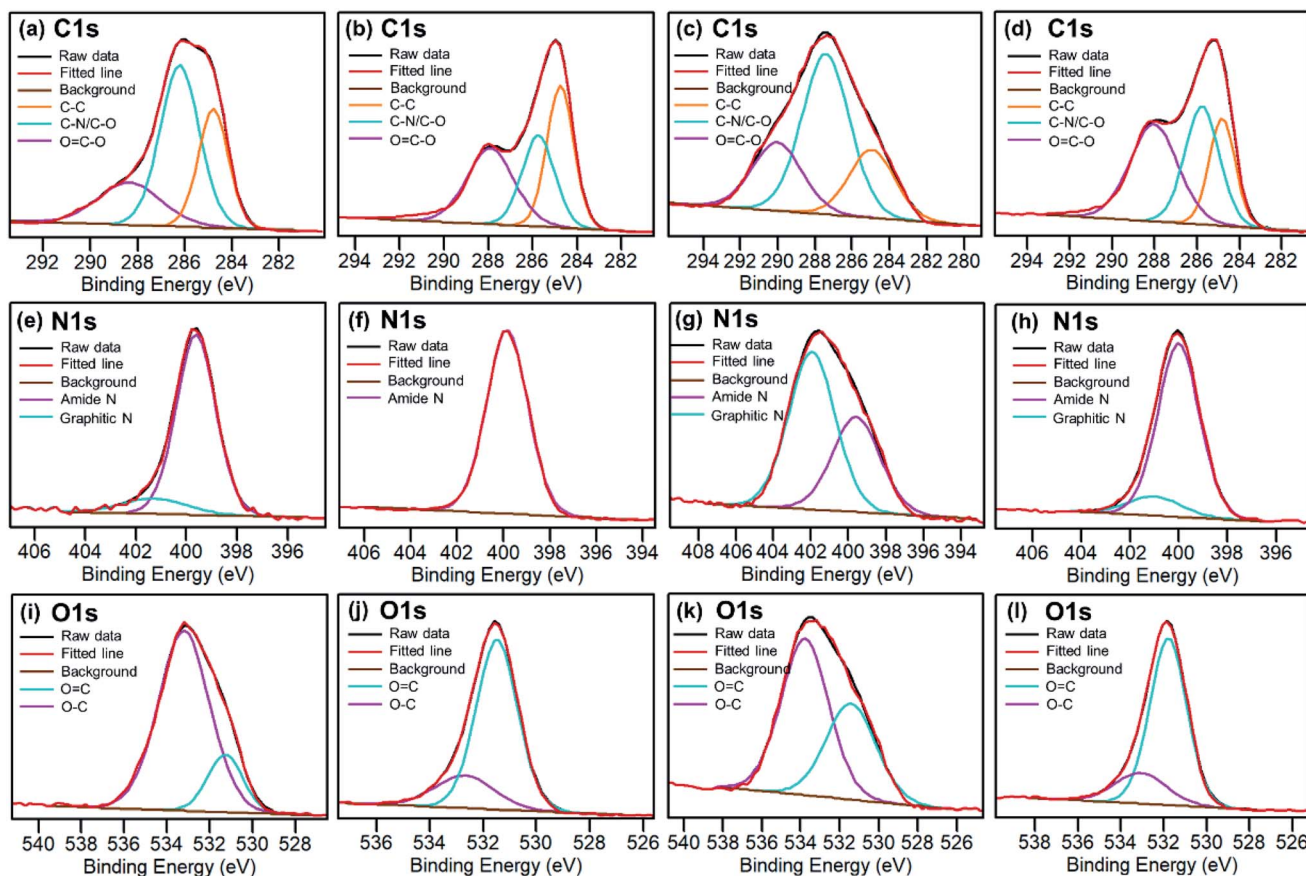 (a) C1s
Raw data
Fitted line
Background
C-C
C-N/C-O
O=C-O
292 290 288 286 284 282
Binding Energy (eV)
(b) C1s
Raw data
Fitted line
Background
C-C
C-N/C-O
O=C-O
294 292 290 288 286 284 282
Binding Energy (eV)
(c) C1s
Raw data
Fitted line
Background
C-C
C-N/C-O
O=C-O
294 292 290 288 286 284 282 280
Binding Energy (eV)
(d) C1s
Raw data
Fitted line
Background
C-C
C-N/C-O
O=C-O
294 292 290 288 286 284 282
Binding Energy (eV)
(e) N1s
Raw data
Fitted line
Background
Amide N
Graphitic N
406 404 402 400 398 396
Binding Energy (eV)
(f) N1s
Raw data
Fitted line
Background
Amide N
406 404 402 400 398 396 394
Binding Energy (eV)
(g) N1s
Raw data
Fitted line
Background
Amide N
Graphitic N
408 406 404 402 400 398 396 394
Binding Energy (eV)
(h) N1s
Raw data
Fitted line
Background
Amide N
Graphitic N
406 404 402 400 398 396
Binding Energy (eV)
(i) O1s
Raw data
Fitted line
Background
O=C
O-C
540 538 536 534 532 530 528
Binding Energy (eV)
(j) O1s
Raw data
Fitted line
Background
O=C
O-C
536 534 532 530 528 526
Binding Energy (eV)
(k) O1s
Raw data
Fitted line
Background
O=C
O-C
540 538 536 534 532 530 528 526
Binding Energy (eV)
(l) O1s
Raw data
Fitted line
Background
O=C
O-C
538 536 534 532 530 528 526
Binding Energy (eV)